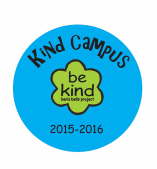 Kind Campus
be
kind
ben's bells project
2015-2016